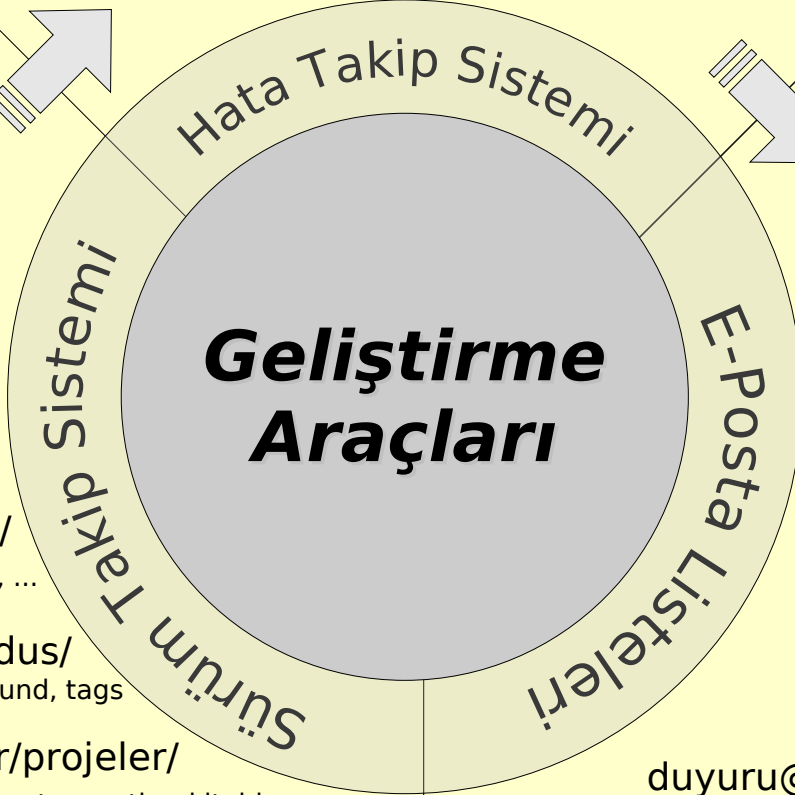 Hata Takip Sistemi
Sürüm Takip Sistemi
E-Posta Listeleri
Geliştirme
Araçları
/
, ...
dus/
und, tags
r/projeler/
duyuru@